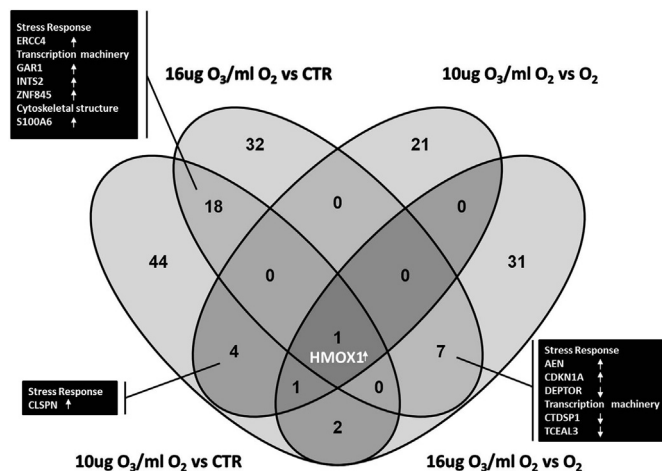 Stress Response
ERCC4 ↑
Transcription machinery
GAR1 ↑
INTS2 ↑
ZNF845 ↑
Cytoskeletal structure
S100A6 ↑
16ug O₃/ml O₂ vs CTR
10ug O₃/ml O₂ vs O₂
32
21
18
0
0
44
0
0
31
1
HMOX1↑
4
7
1
0
2
Stress Response
CLSPN ↑
Stress Response
AEN ↑
CDKN1A ↑
DEPTOR ↓
Transcription machinery
CTDSP1 ↓
TCEAL3 ↓
10ug O₃/ml O₂ vs CTR
16ug O₃/ml O₂ vs O₂